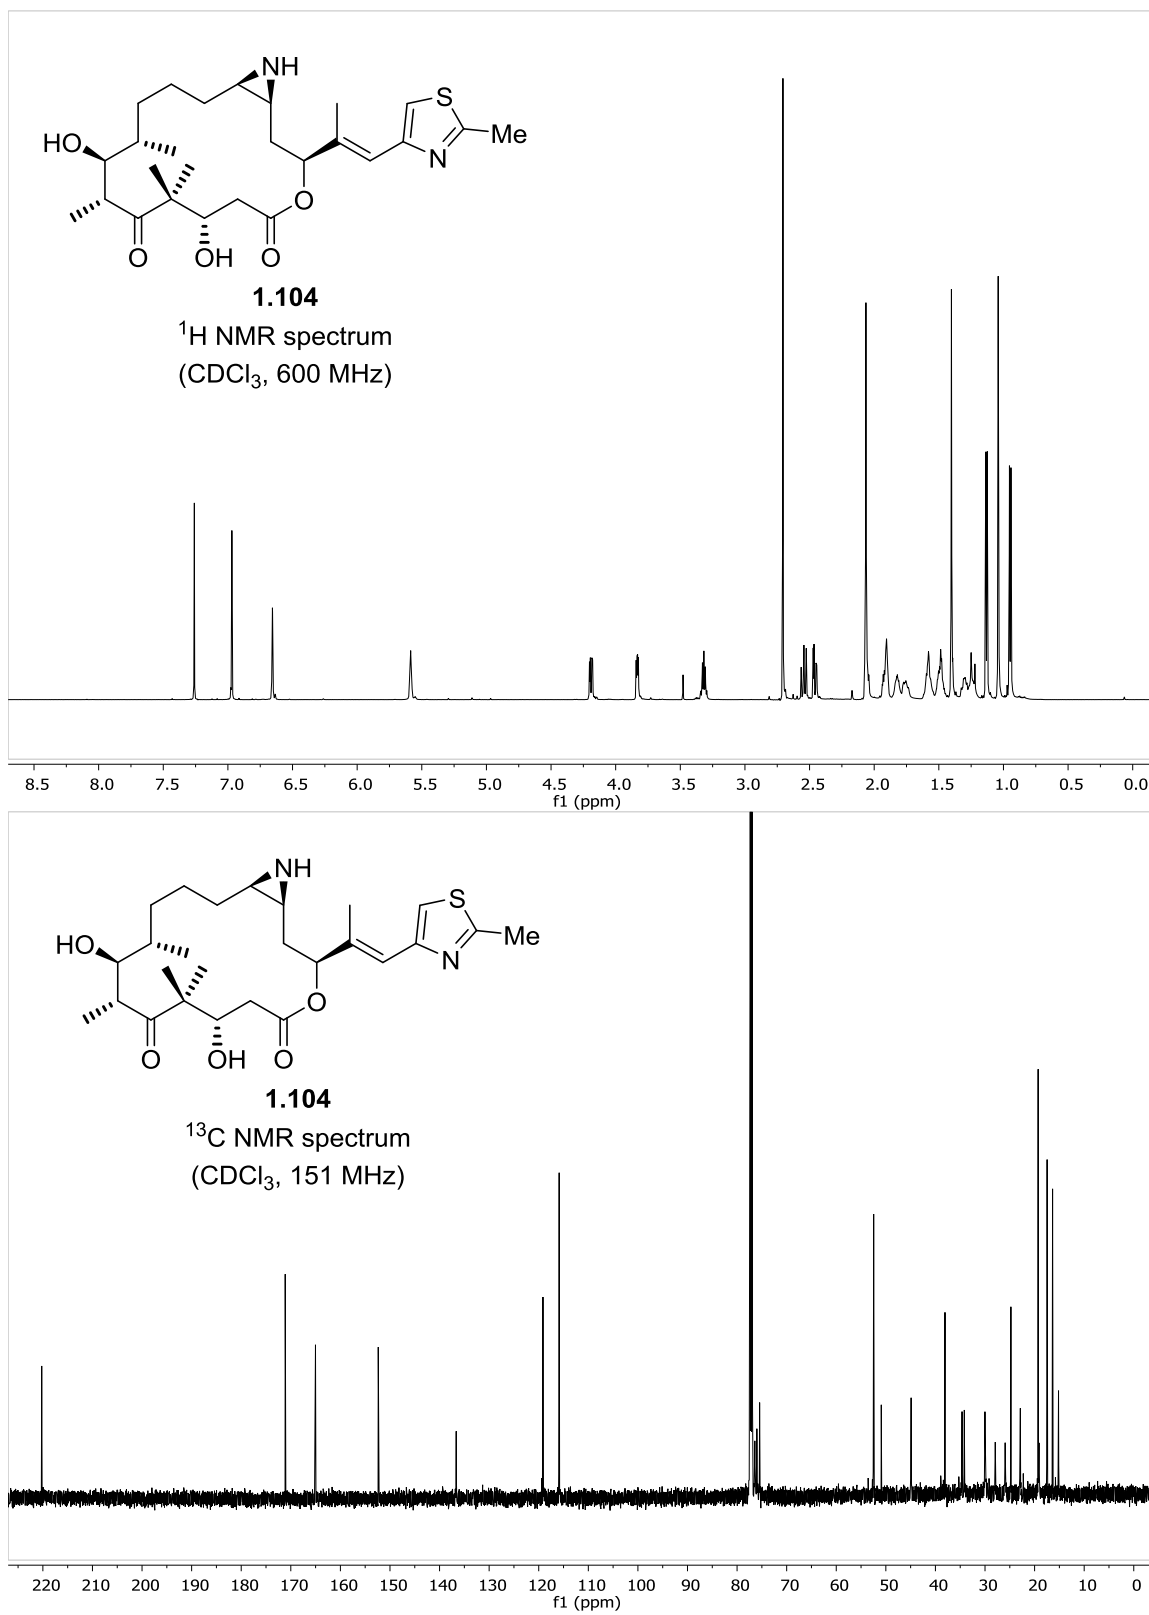 NH
S
HO
N
Me
O
O
OH
O
1.104
¹H NMR spectrum
(CDCl₃, 600 MHz)
8.5 8.0 7.5 7.0 6.5 6.0 5.5 5.0 4.5 4.0 3.5 3.0 2.5 2.0 1.5 1.0 0.5 0.0
f1 (ppm)
NH
S
HO
N
Me
O
O
OH
O
1.104
¹³C NMR spectrum
(CDCl₃, 151 MHz)
220 210 200 190 180 170 160 150 140 130 120 110 100 90 80 70 60 50 40 30 20 10 0
f1 (ppm)